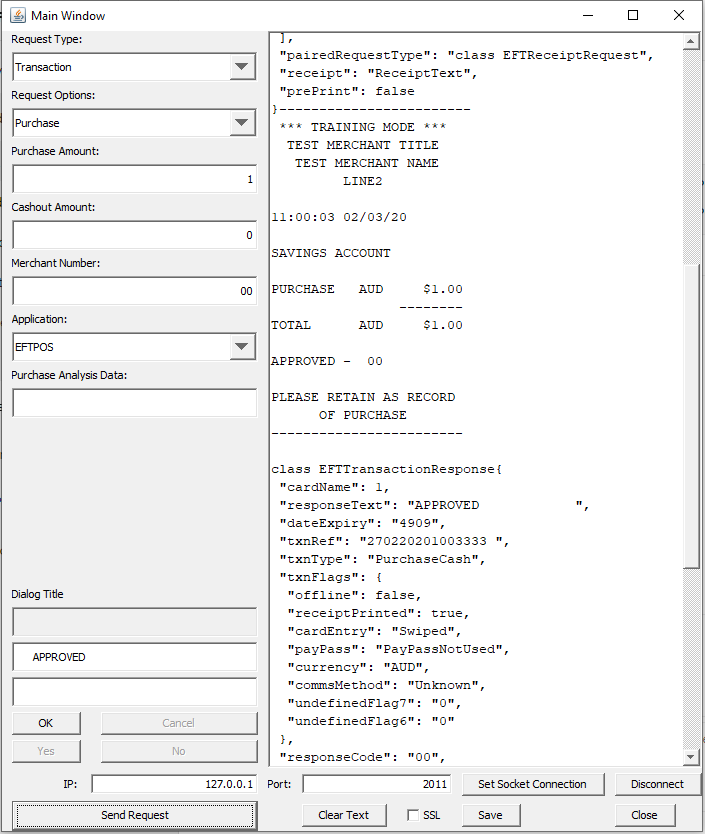 Main Window
Request Type:
Transaction
Request Options:
Purchase
Purchase Amount:
1
Cashout Amount:
0
Merchant Number:
00
Application:
EFTPOS
Purchase Analysis Data:
Dialog Title
APPROVED
OK
Cancel
Yes
No
],
"pairedRequestType": "class EFTReceiptRequest",
"receipt": "ReceiptText",
"prePrint": false
}------------------------
*** TRAINING MODE ***
TEST MERCHANT TITLE
TEST MERCHANT NAME
LINE2
11:00:03 02/03/20
SAVINGS ACCOUNT
PURCHASE   AUD     $1.00
--------
TOTAL      AUD     $1.00
APPROVED -  00
PLEASE RETAIN AS RECORD
OF PURCHASE
------------------------
class EFTTransactionResponse{
"cardName": 1,
"responseText": "APPROVED            ",
"dateExpiry": "4909",
"txnRef": "270220201003333 ",
"txnType": "PurchaseCash",
"txnFlags": {
"offline": false,
"receiptPrinted": true,
"cardEntry": "Swiped",
"payPass": "PayPassNotUsed",
"currency": "AUD",
"commsMethod": "Unknown",
"undefinedFlag7": "0",
"undefinedFlag6": "0"
},
"responseCode": "00",
IP: 127.0.0.1 Port: 2011 Set Socket Connection Disconnect
Send Request Clear Text SSL Save Close